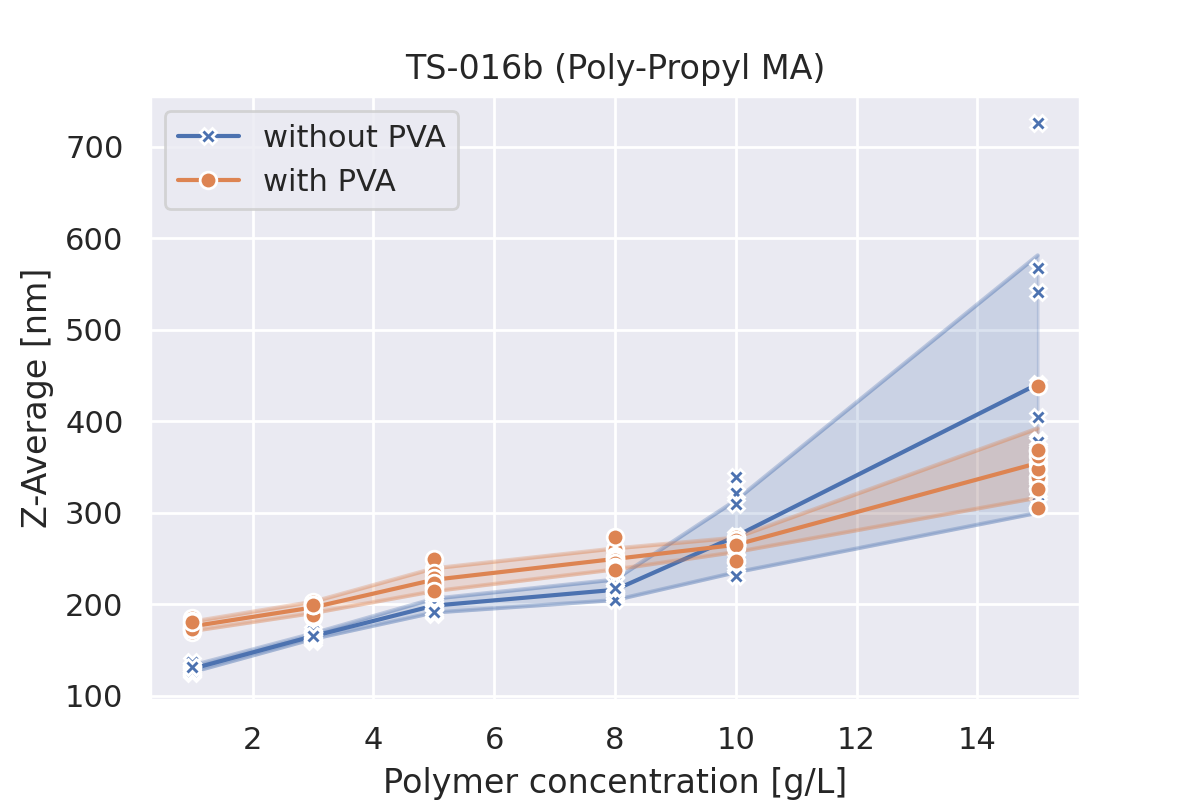 TS-016b (Poly-Propyl MA)
without PVA
with PVA
Z-Average [nm]
700
600
500
400
300
200
100
2 4 6 8 10 12 14
Polymer concentration [g/L]